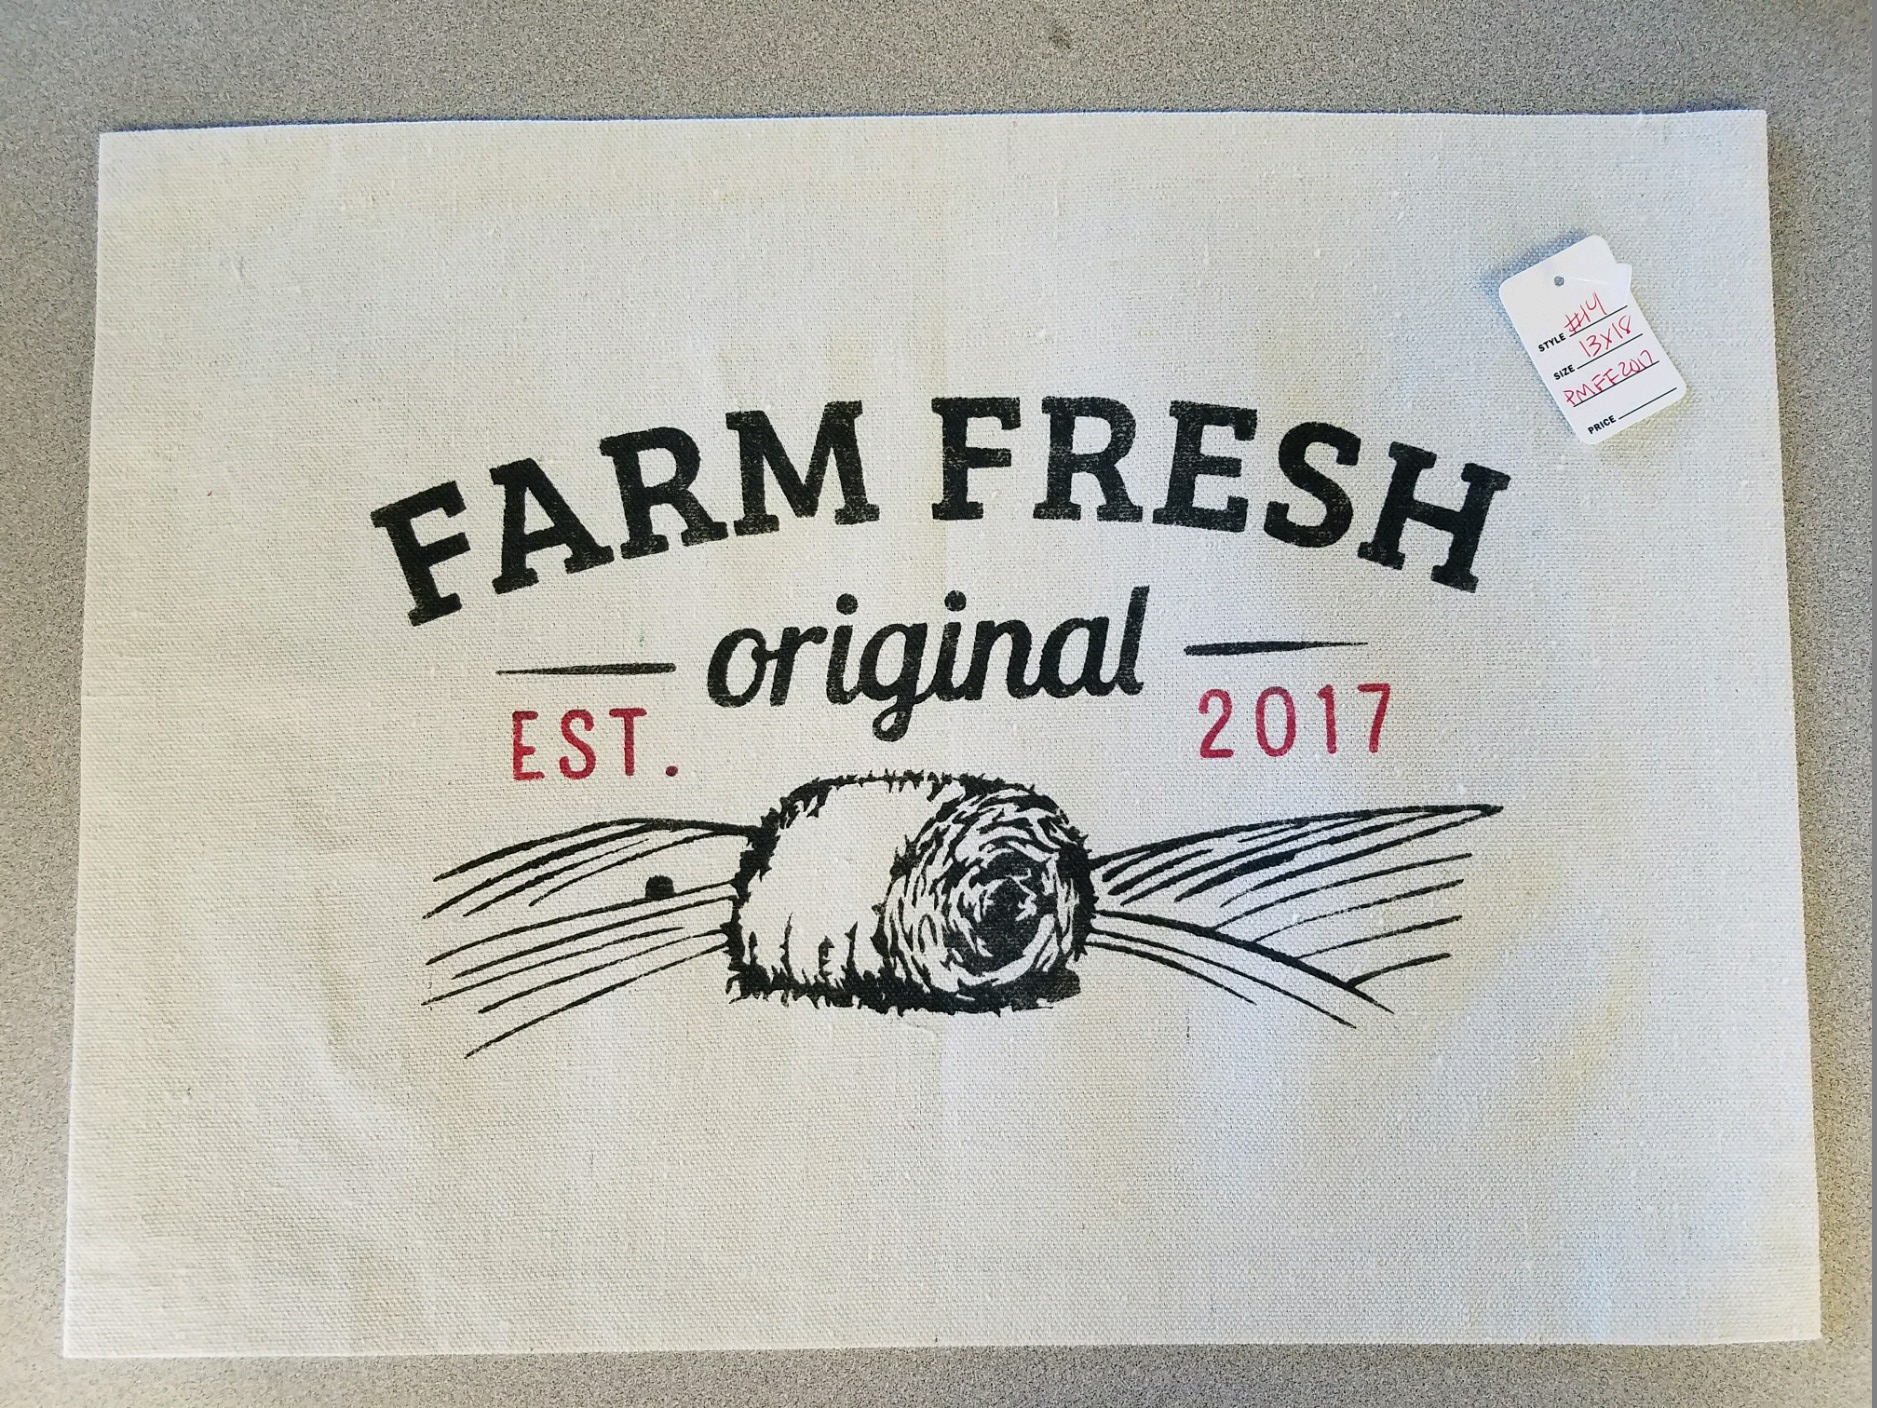 FARM FRESH
original
EST. 2017
STYLE #14
SIZE 13X18
PMFF2017
PRICE